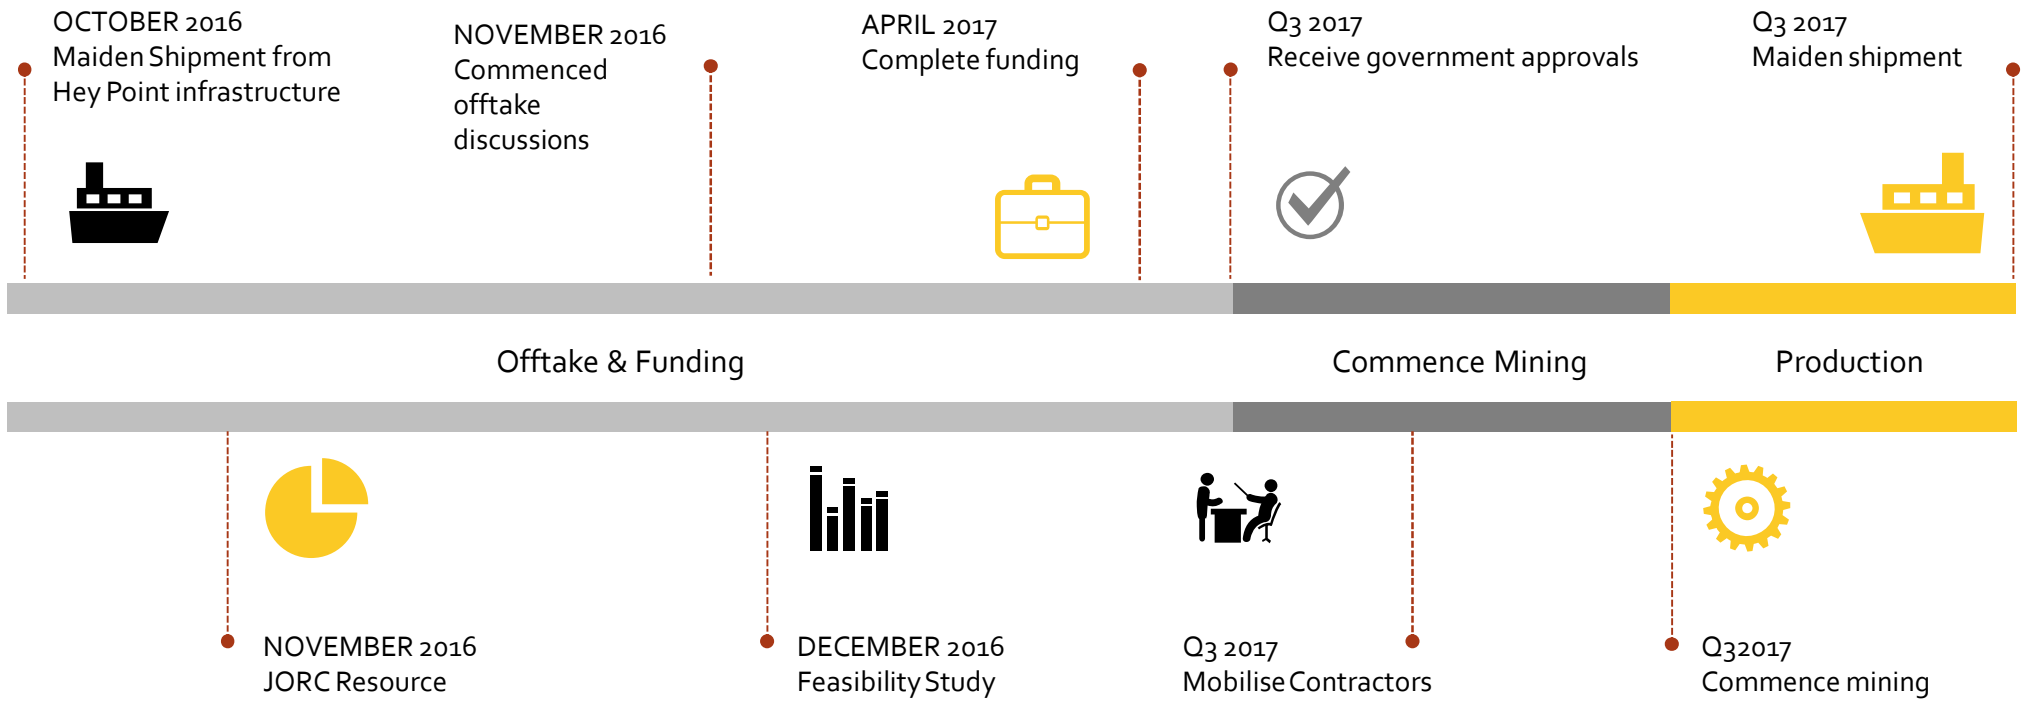 OCTOBER 2016
Maiden Shipment from
Hey Point infrastructure
NOVEMBER 2016
Commenced
offtake
discussions
APRIL 2017
Complete funding
Q3 2017
Receive government approvals
Q3 2017
Maiden shipment
Offtake & Funding
Commence Mining
Production
NOVEMBER 2016
JORC Resource
DECEMBER 2016
Feasibility Study
Q3 2017
Mobilise Contractors
Q32017
Commence mining